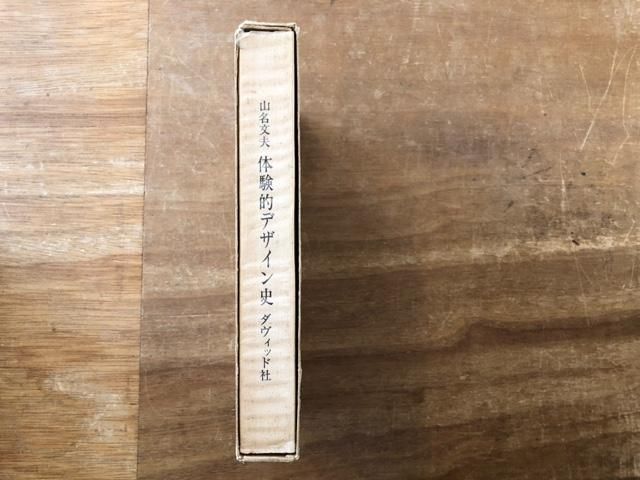 山名文夫 体験的デザイン史 ダヴィッド社